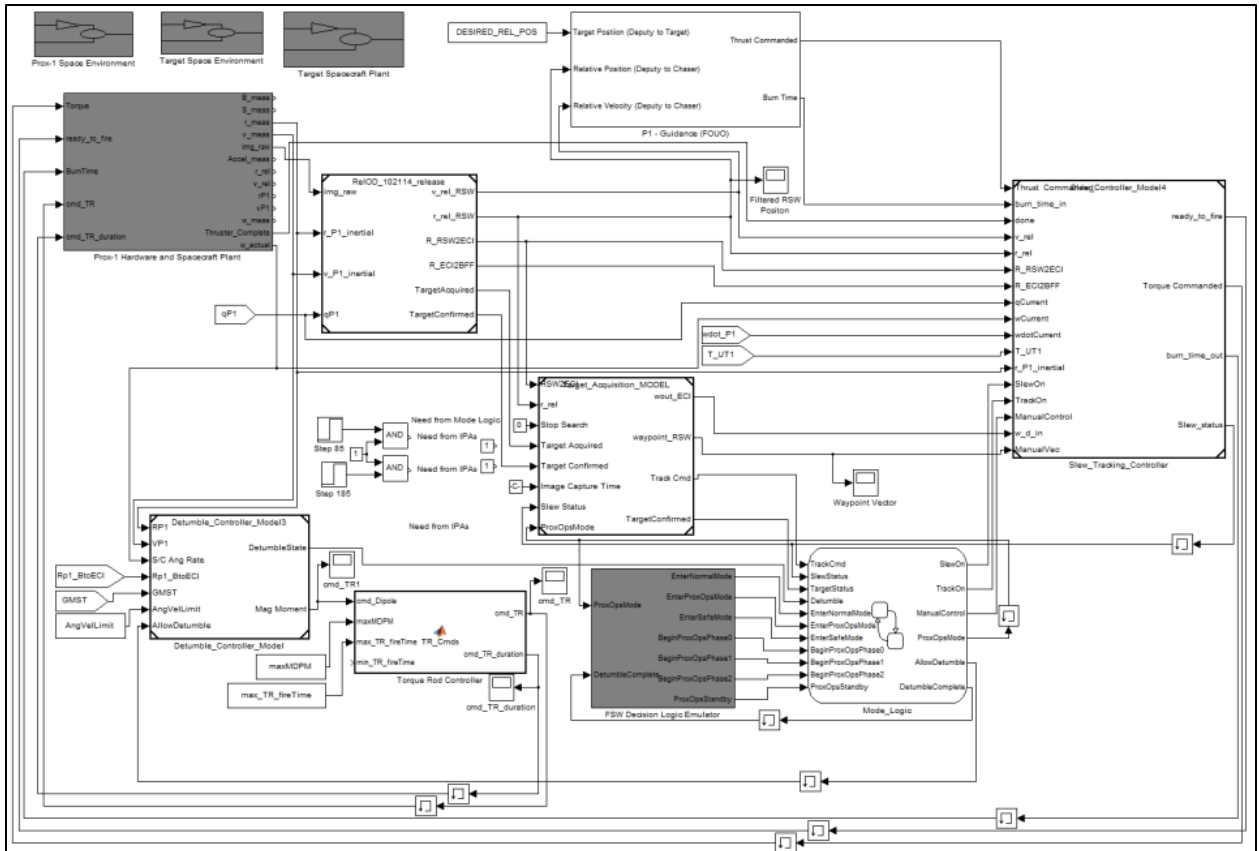 Prox-1 Space Environment
Target Space Environment
Target Spacecraft Plant
DESIRED_REL_POS
Target Position (Deputy to Target)
Relative Position (Deputy to Chaser)
Relative Velocity (Deputy to Chaser)
Thrust Commanded
Burn Time
P1 - Guidance (FOUO)
Torque
ready_to_fire
BurnTime
cmd_TR
cmd_TR_duration
B_meas
S_meas
r_meas
v_meas
img_raw
Accel_meas
r_rel
v_rel
rP1
vP1
w_meas
Thruster_Complete
w_actual
Prox-1 Hardware and Spacecraft Plant
RelOD_102114_release
img_raw
r_P1_inertial
v_P1_inertial
qP1
v_rel_RSW
r_rel_RSW
R_RSW2ECI
R_ECI2BFF
TargetAcquired
TargetConfirmed
qP1
Filtered RSW
Positon
wdot_P1
T_UT1
Thrust Commanded
burn_time_in
done
v_rel
r_rel
R_RSW2ECI
R_ECI2BFF
qCurrent
wCurrent
wdotCurrent
T_UT1
r_P1_inertial
SlewOn
TrackOn
ManualControl
w_d_in
ManualVec
ready_to_fire
Torque Commanded
burn_time_out
Slew_status
Slew_Tracking_Controller
Target_Acquisition_MODEL
RSW2ECI
r_rel
Stop Search
Target Acquired
Target Confirmed
Image Capture Time
Slew Status
ProxOpsMode
wout_ECI
waypoint_RSW
Track Cmd
TargetConfirmed
0
1
1
-C-
Waypoint Vector
Step 85
Step 185
1
AND
AND
Need from Mode Logic
Need from IPAs
Need from IPAs
Need from IPAs
Detumble_Controller_Model3
RP1
VP1
S/C Ang Rate
Rp1_BtoECI
GMST
AngVelLimit
AllowDetumble
DetumbleState
Mag Moment
Detumble_Controller_Model
Rp1_BtoECI
GMST
AngVelLimit
maxMDPM
max_TR_fireTime
cmd_TR1
cmd_Dipole
maxMDPM
max_TR_fireTime
min_TR_fireTime
TR_Cmds
cmd_TR
cmd_TR_duration
Torque Rod Controller
cmd_TR
cmd_TR_duration
ProxOpsMode
DetumbleComplete
EnterNormalMode
EnterProxOpsMode
EnterSafeMode
BeginProxOpsPhase0
BeginProxOpsPhase1
BeginProxOpsPhase2
ProxOpsStandby
FSW Decision Logic Emulator
TrackCmd
SlewStatus
TargetStatus
Detumble
EnterNormalMode
EnterProxOpsMode
EnterSafeMode
BeginProxOpsPhase0
BeginProxOpsPhase1
BeginProxOpsPhase2
ProxOpsStandby
SlewOn
TrackOn
ManualControl
ProxOpsMode
AllowDetumble
DetumbleComplete
Mode_Logic